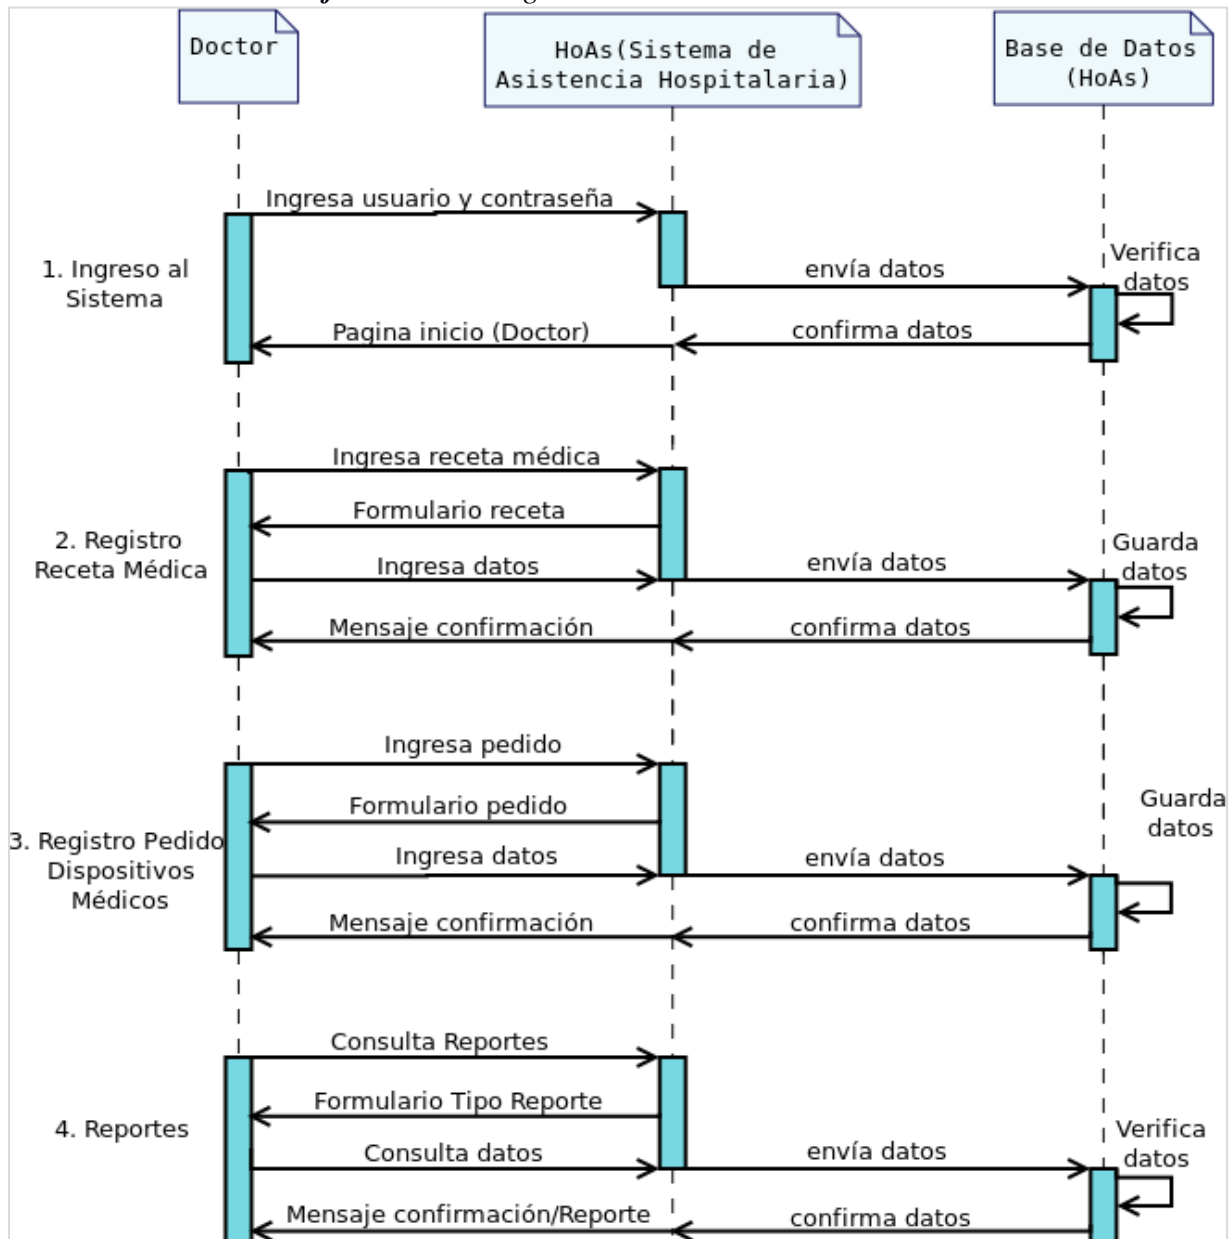 Doctor
HoAs(Sistema de
Asistencia Hospitalaria)
Base de Datos
(HoAs)
Ingresa usuario y contraseña
1. Ingreso al
Sistema
envía datos
Verifica
datos
Pagina inicio (Doctor)
confirma datos
Ingresa receta médica
Formulario receta
2. Registro
Receta Médica
Ingresa datos
envía datos
Guarda
datos
Mensaje confirmación
confirma datos
Ingresa pedido
Formulario pedido
3. Registro Pedido
Dispositivos
Médicos
Ingresa datos
envía datos
Guarda
datos
Mensaje confirmación
confirma datos
Consulta Reportes
Formulario Tipo Reporte
4. Reportes
Consulta datos
envía datos
Verifica
datos
Mensaje confirmación/Reporte
confirma datos